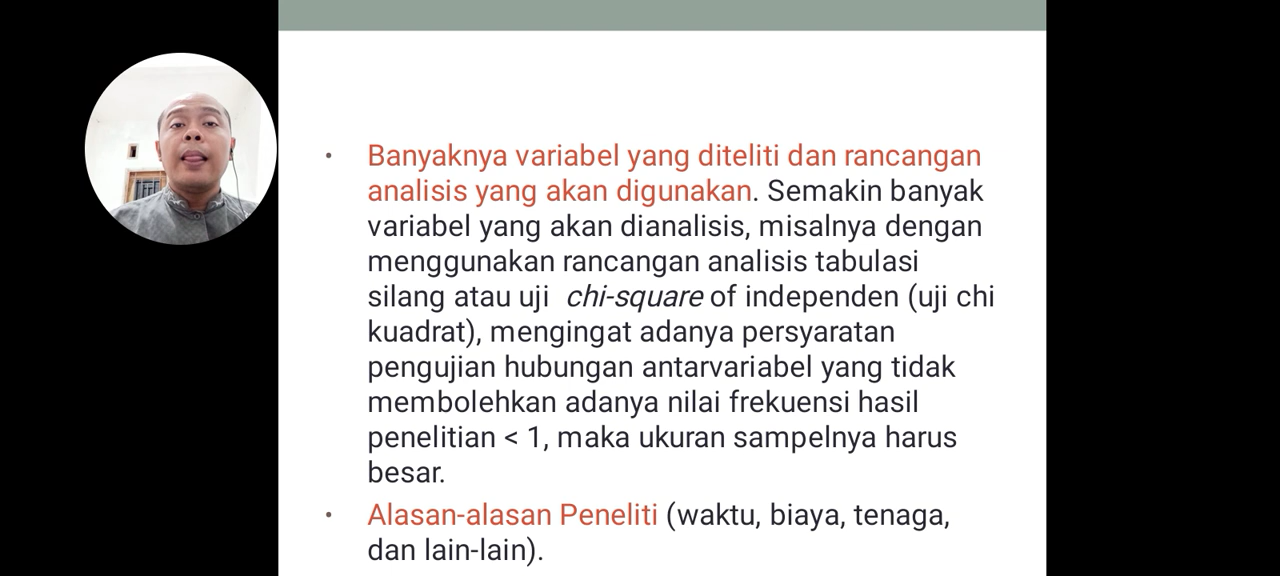 • Banyaknya variabel yang diteliti dan rancangan
analisis yang akan digunakan. Semakin banyak
variabel yang akan dianalisis, misalnya dengan
menggunakan rancangan analisis tabulasi
silang atau uji chi-square of independen (uji chi
kuadrat), mengingat adanya persyaratan
pengujian hubungan antarvariabel yang tidak
membolehkan adanya nilai frekuensi hasil
penelitian < 1, maka ukuran sampelnya harus
besar.
• Alasan-alasan Peneliti (waktu, biaya, tenaga,
dan lain-lain).